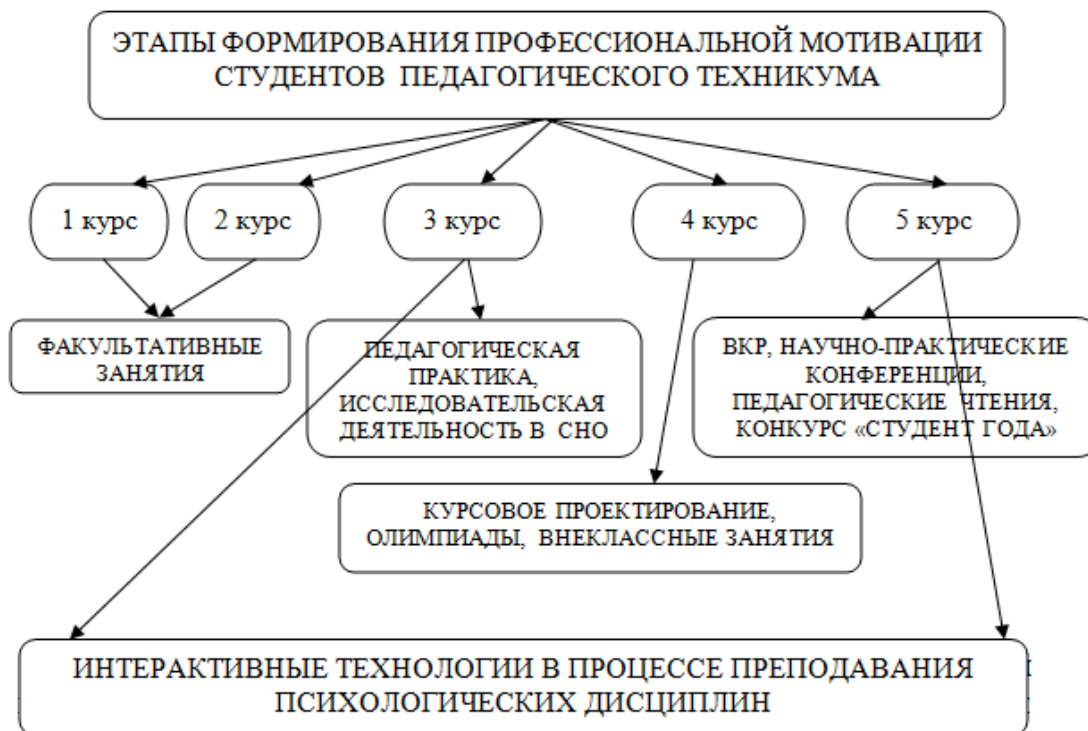 ЭТАПЫ ФОРМИРОВАНИЯ ПРОФЕССИОНАЛЬНОЙ МОТИВАЦИИ
СТУДЕНТОВ ПЕДАГОГИЧЕСКОГО ТЕХНИКУМА
1 курс
2 курс
3 курс
4 курс
5 курс
ФАКУЛЬТАТИВНЫЕ
ЗАНЯТИЯ
ПЕДАГОГИЧЕСКАЯ
ПРАКТИКА,
ИССЛЕДОВАТЕЛЬСКАЯ
ДЕЯТЕЛЬНОСТЬ В СНО
ВКР, НАУЧНО-ПРАКТИЧЕСКИЕ
КОНФЕРЕНЦИИ,
ПЕДАГОГИЧЕСКИЕ ЧТЕНИЯ,
КОНКУРС «СТУДЕНТ ГОДА»
КУРСОВОЕ ПРОЕКТИРОВАНИЕ,
ОЛИМПИАДЫ, ВНЕКЛАССНЫЕ ЗАНЯТИЯ
ИНТЕРАКТИВНЫЕ ТЕХНОЛОГИИ В ПРОЦЕССЕ ПРЕПОДАВАНИЯ
ПСИХОЛОГИЧЕСКИХ ДИСЦИПЛИН